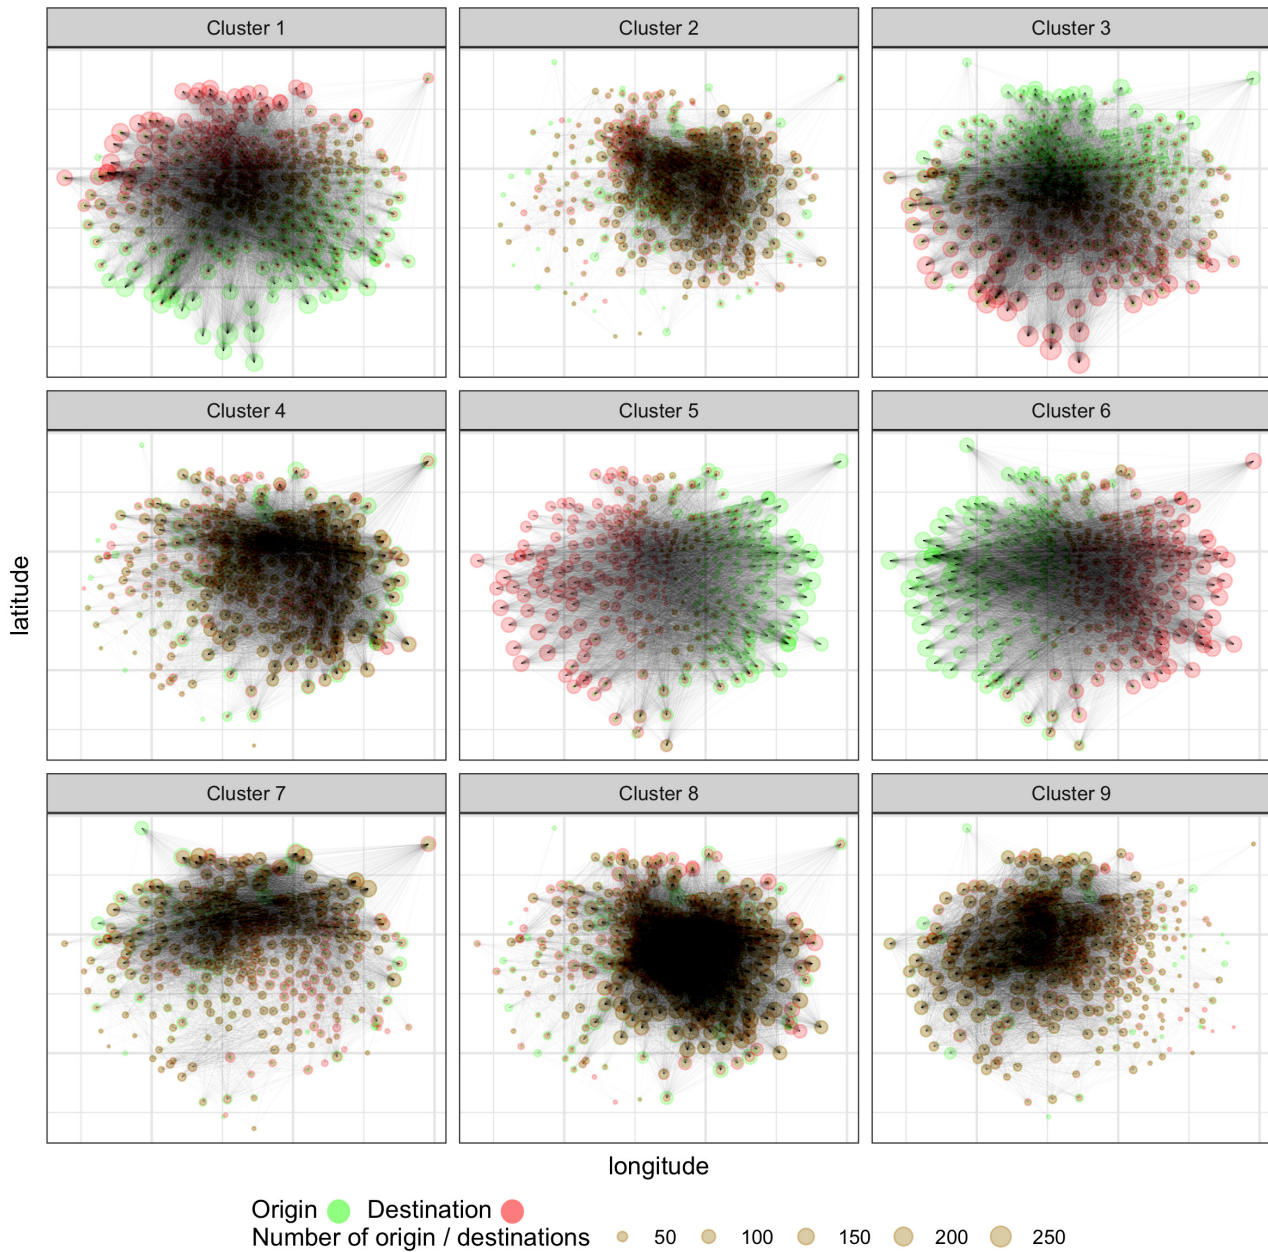 Cluster 1
Cluster 2
Cluster 3
Cluster 4
Cluster 5
Cluster 6
Cluster 7
Cluster 8
Cluster 9
latitude
longitude
Origin Destination
Number of origin / destinations 50 100 150 200 250